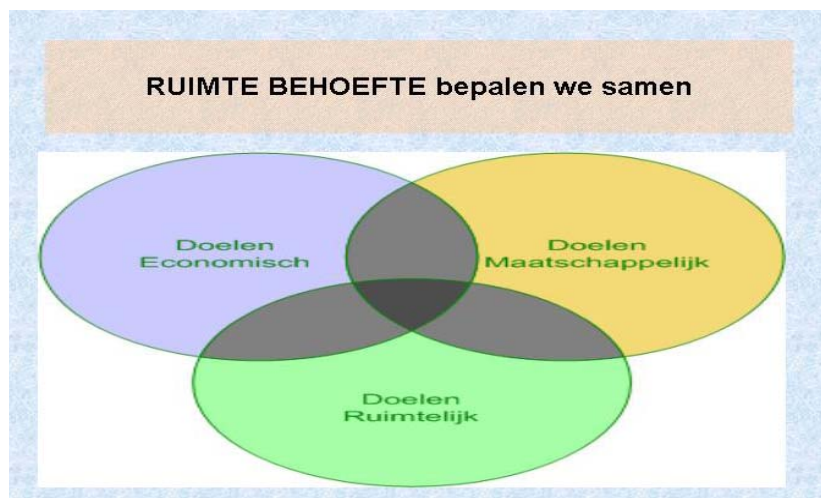 RUIMTE BEHOEFTE bepalen we samen
Doelen
Economisch
Doelen
Maatschappelijk
Doelen
Ruimtelijk